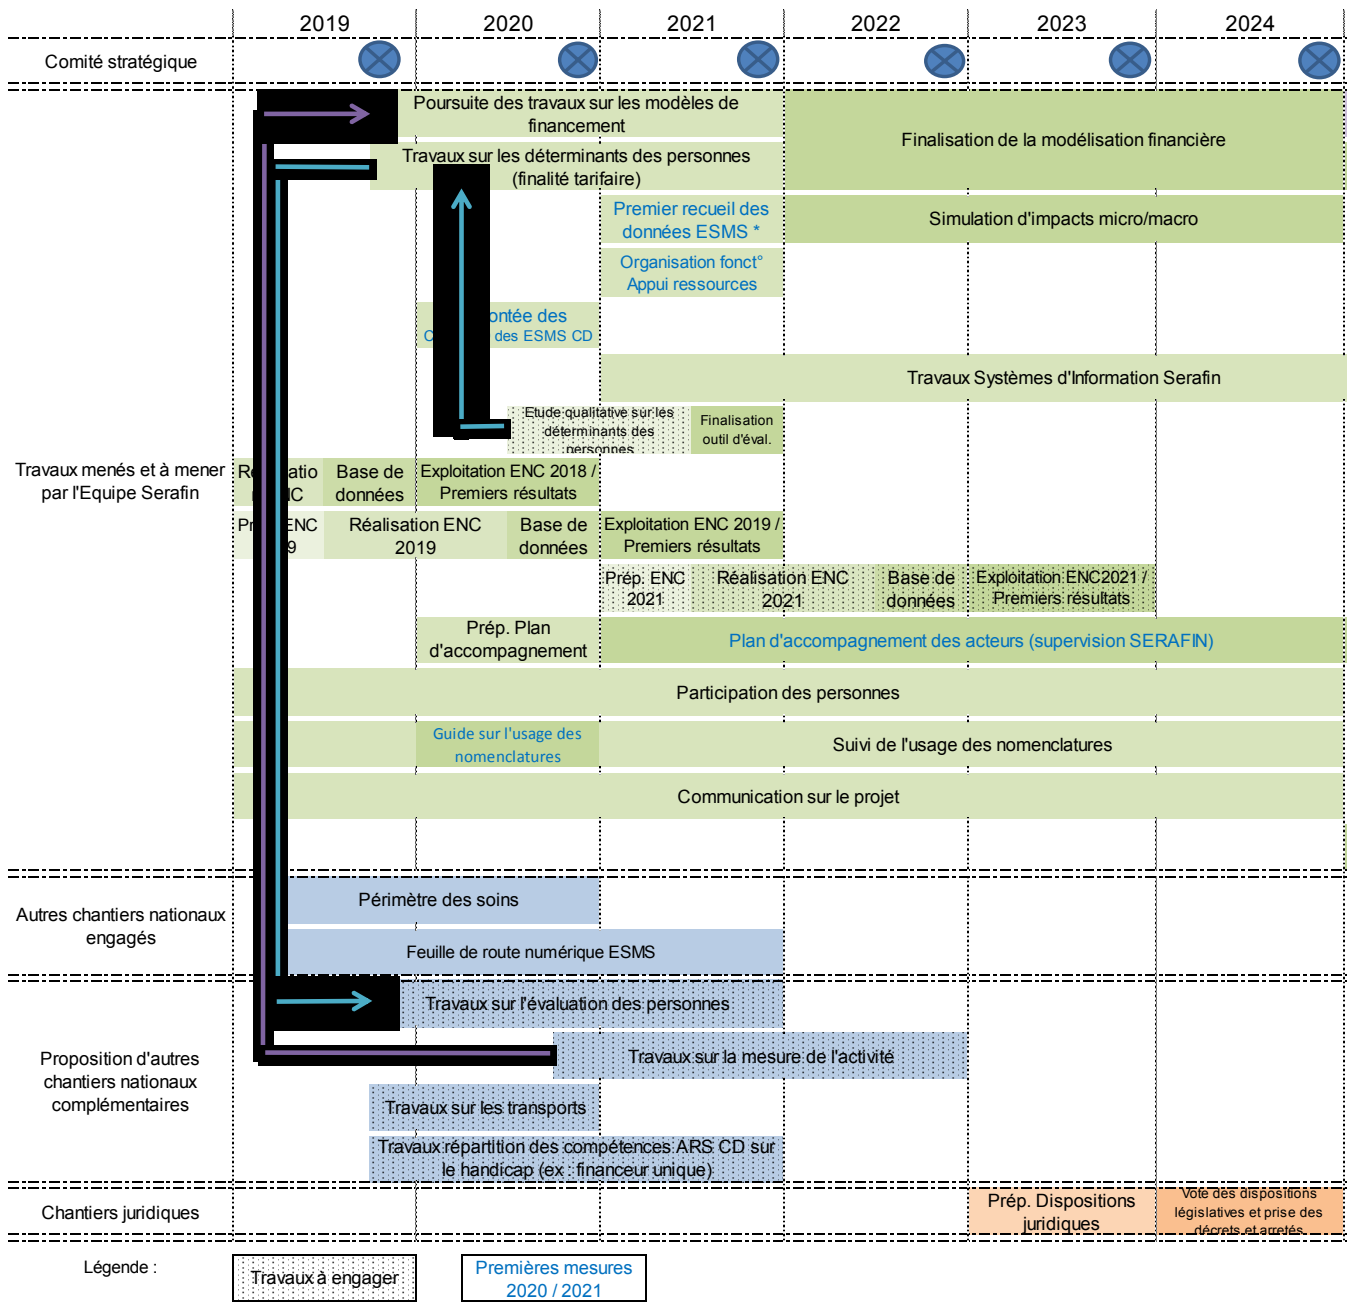 2019 2020 2021 2022 2023 2024
Comité stratégique
Poursuite des travaux sur les modèles de
financement
Finalisation de la modélisation financière
Travaux sur les déterminants des personnes
(finalité tarifaire)
Premier recueil des
données ESMS *
Simulation d'impacts micro/macro
Organisation fonct°
Appui ressources
des
des ESMS CD
Travaux Systèmes d'Information Serafin
Etude qualitative sur les
déterminants des
personnes
Finalisation
outil d'éval.
Travaux menés et à mener
par l'Equipe Serafin
Base de
données
Exploitation ENC 2018 /
Premiers résultats
ENC
Réalisation ENC
2019
Base de
données
Exploitation ENC 2019 /
Premiers résultats
Prép. ENC
2021
Réalisation ENC
2021
Base de
données
Exploitation ENC2021 /
Premiers résultats
Prép. Plan
d'accompagnement
Plan d'accompagnement des acteurs (supervision SERAFIN)
Participation des personnes
Guide sur l'usage des
nomenclatures
Suivi de l'usage des nomenclatures
Communication sur le projet
Autres chantiers nationaux
engagés
Périmètre des soins
Feuille de route numérique ESMS
Proposition d'autres
chantiers nationaux
complémentaires
Travaux sur l'évaluation des personnes
Travaux sur la mesure de l'activité
Travaux sur les transports
Travaux répartition des compétences ARS CD sur
le handicap (ex : financeur unique)
Chantiers juridiques
Prép. Dispositions
juridiques
Vote des dispositions
législatives et prise des
décrets et arretés
Légende :
Travaux à engager
Premières mesures
2020 / 2021